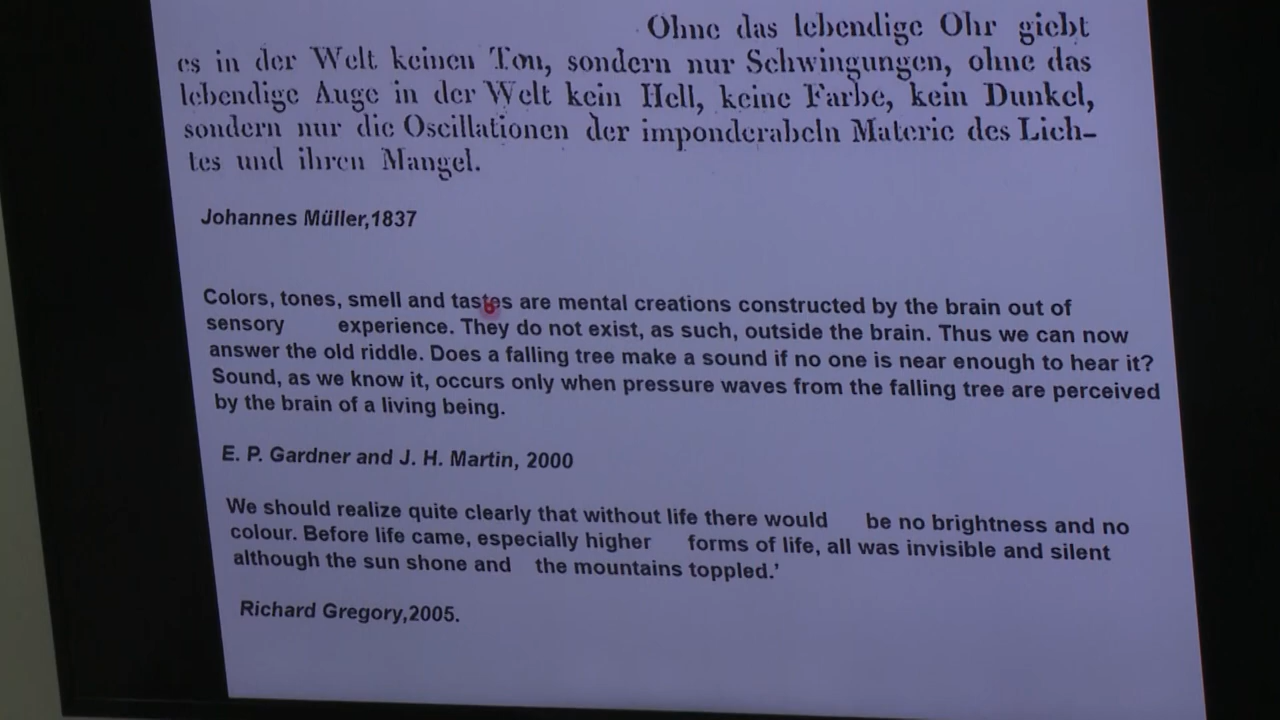 Ohne das lebendige Ohr giebt
es in der Welt keinen Ton, sondern nur Schwingungen, ohne das
lebendige Auge in der Welt kein Hell, keine Farbe, kein Dunkel,
sondern nur die Oscillationen der imponderabeln Materie des Lich-
tes und ihren Mangel.
Johannes Müller,1837
Colors, tones, smell and tastes are mental creations constructed by the brain out of
sensory experience. They do not exist, as such, outside the brain. Thus we can now
answer the old riddle. Does a falling tree make a sound if no one is near enough to hear it?
Sound, as we know it, occurs only when pressure waves from the falling tree are perceived
by the brain of a living being.
E. P. Gardner and J. H. Martin, 2000
We should realize quite clearly that without life there would be no brightness and no
colour. Before life came, especially higher forms of life, all was invisible and silent
although the sun shone and the mountains toppled.’
Richard Gregory,2005.